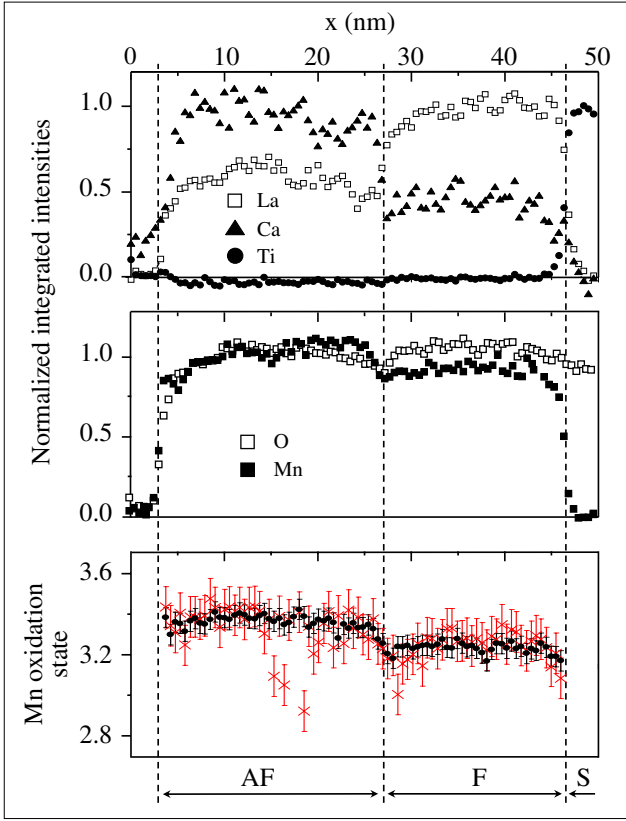 x (nm)
0 10 20 30 40 50
1.0
0.5
0.0
La
Ca
Ti
Normalized integrated intensities
1.0
0.5
0.0
O
Mn
3.6
3.2
2.8
Mn oxidation
state
AF F S